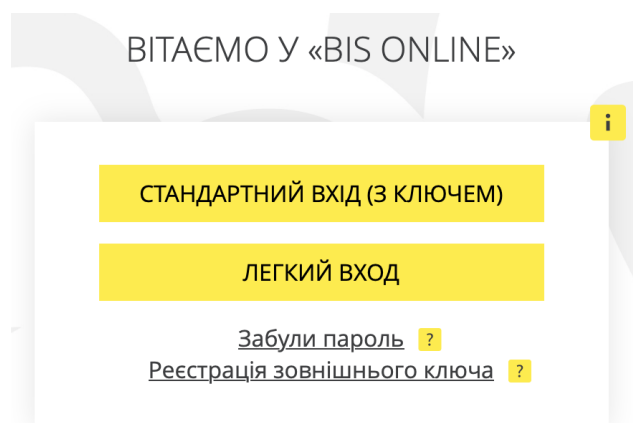 ВІТАЄМО У «BIS ONLINE»
i
СТАНДАРТНИЙ ВХІД (З КЛЮЧЕМ)
ЛЕГКИЙ ВХОД
Забули пароль ?
Реєстрація зовнішнього ключа ?